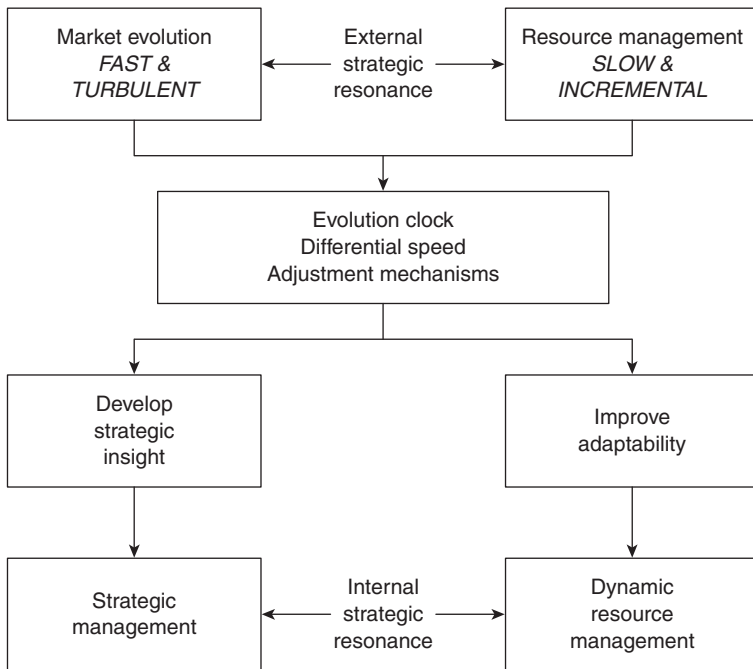 Market evolution
FAST &
TURBULENT
External
strategic
resonance
Resource management
SLOW &
INCREMENTAL
Evolution clock
Differential speed
Adjustment mechanisms
Develop
strategic
insight
Improve
adaptability
Strategic
management
Internal
strategic
resonance
Dynamic
resource
management